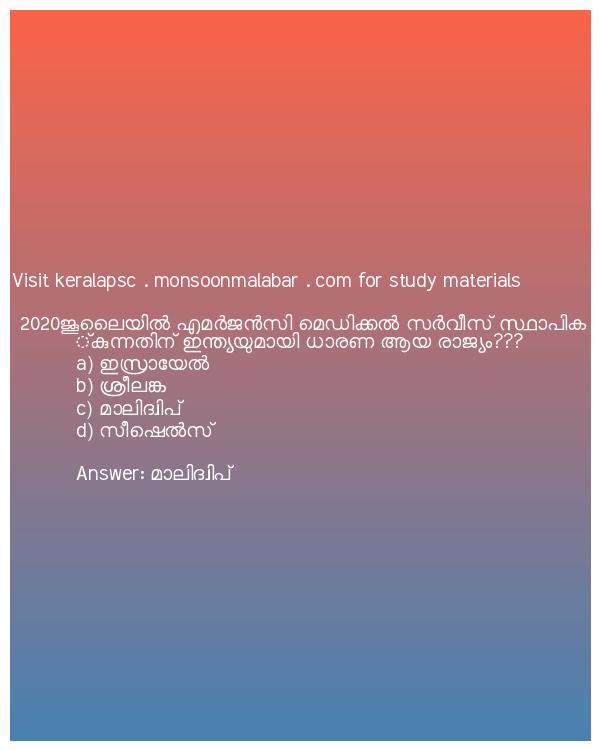 Visit keralapsc . monsoonmalabar . com for study materials
2020ജൂലൈയിൽ എമർജൻസി മെഡിക്കൽ സർവീസ് സ്ഥാപിക
്കുന്നതിന് ഇന്ത്യയുമായി ധാരണ ആയ രാജ്യം???
a) ഇസ്രായേൽ
b) ശ്രീലങ്ക
c) മാലിദ്വിപ്
d) സീഷെൽസ്
Answer: മാലിദ്വിപ്